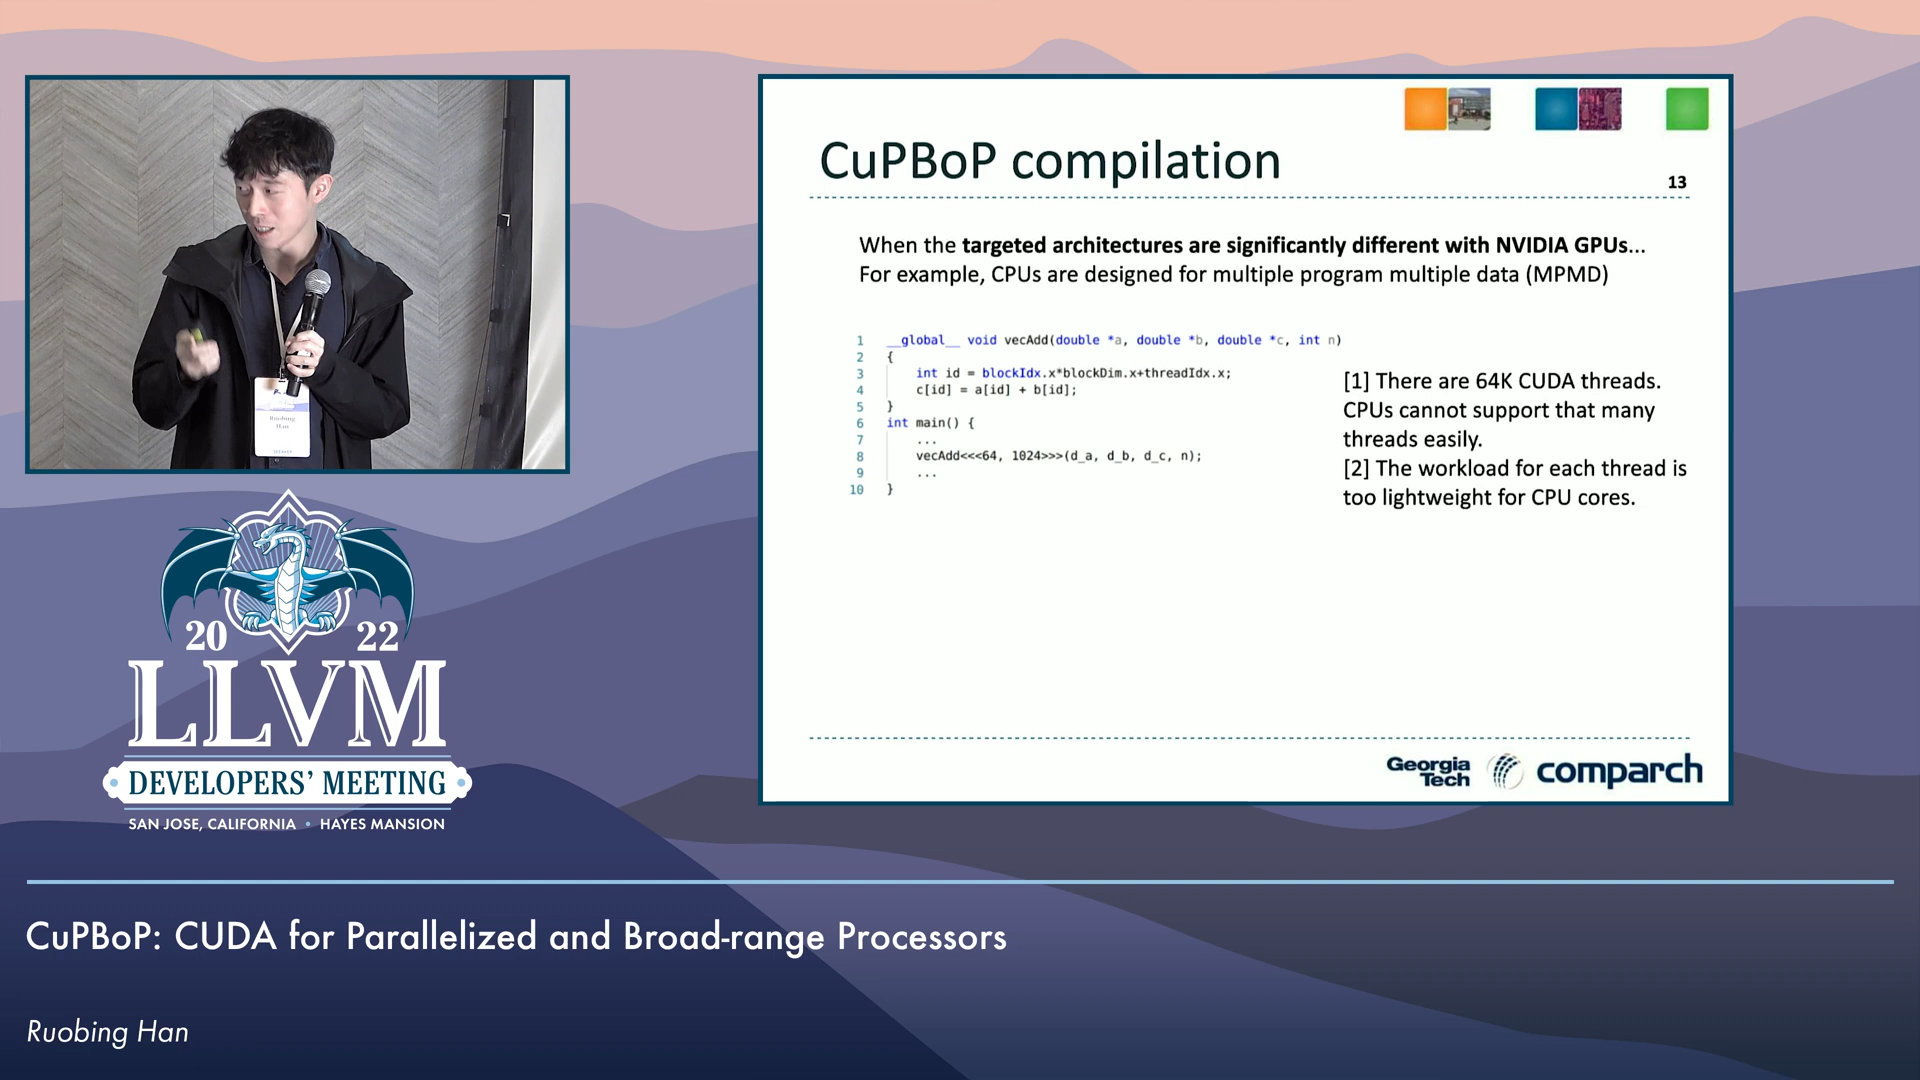 Ruobing
Han
20 22
LLVM
DEVELOPERS’ MEETING
SAN JOSE, CALIFORNIA • HAYES MANSION
CuPBoP compilation
13
When the targeted architectures are significantly different with NVIDIA GPUs...
For example, CPUs are designed for multiple program multiple data (MPMD)
1 __global__ void vecAdd(double *a, double *b, double *c, int n)
2 {
3 int id = blockIdx.x*blockDim.x+threadIdx.x;
4 c[id] = a[id] + b[id];
5 }
6 int main() {
7 ...
8 vecAdd<<<64, 1024>>>(d_a, d_b, d_c, n);
9 ...
10 }
[1] There are 64K CUDA threads.
CPUs cannot support that many
threads easily.
[2] The workload for each thread is
too lightweight for CPU cores.
Georgia
Tech
comparch
CuPBoP: CUDA for Parallelized and Broad-range Processors
Ruobing Han